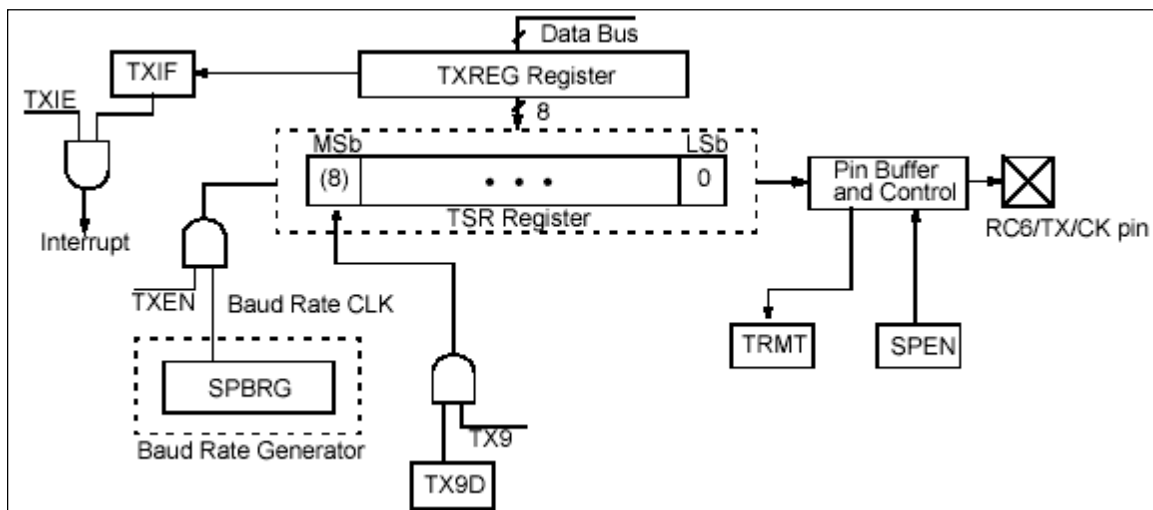 Data Bus
TXIF
TXREG Register
TXIE
8
MSb
LSb
(8)
0
Pin Buffer
and Control
TSR Register
RC6/TX/CK pin
Interrupt
TXEN
Baud Rate CLK
TRMT
SPEN
SPBRG
TX9
Baud Rate Generator
TX9D